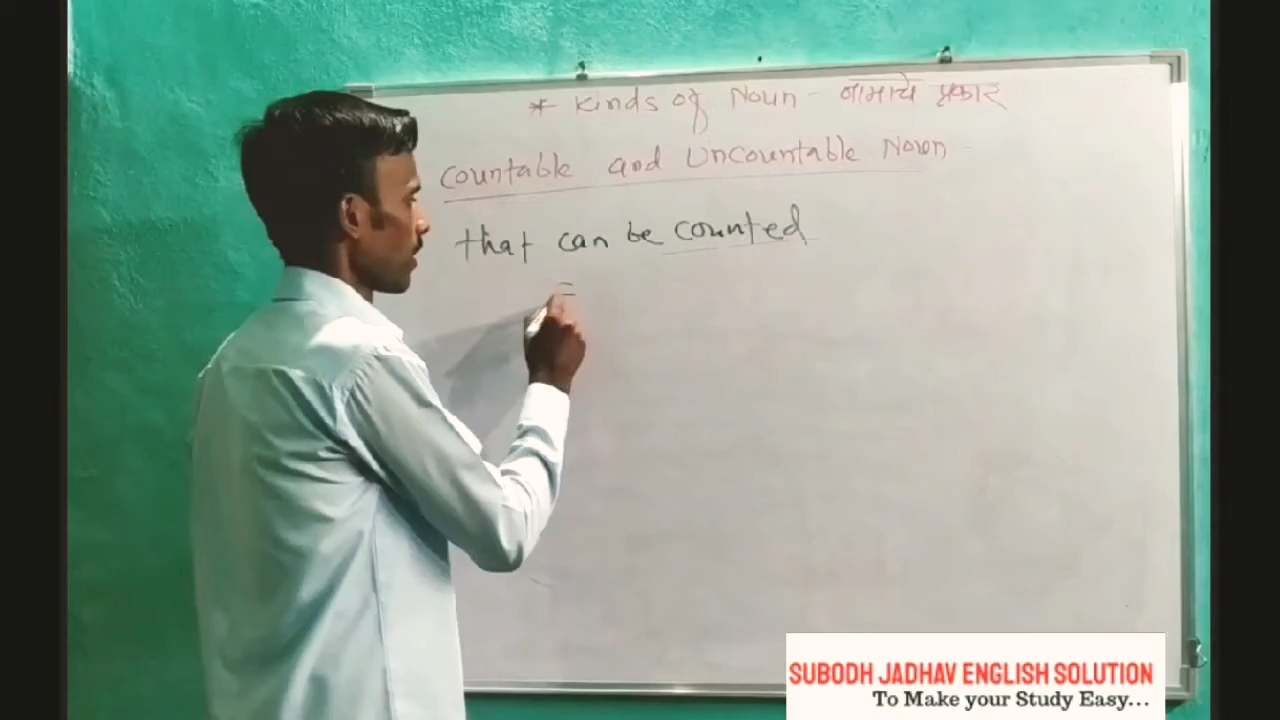 * Kinds of Noun - नामाचे प्रकार
Countable and Uncountable Noun
that can be counted
SUBODH JADHAV ENGLISH SOLUTION
To Make your Study Easy...